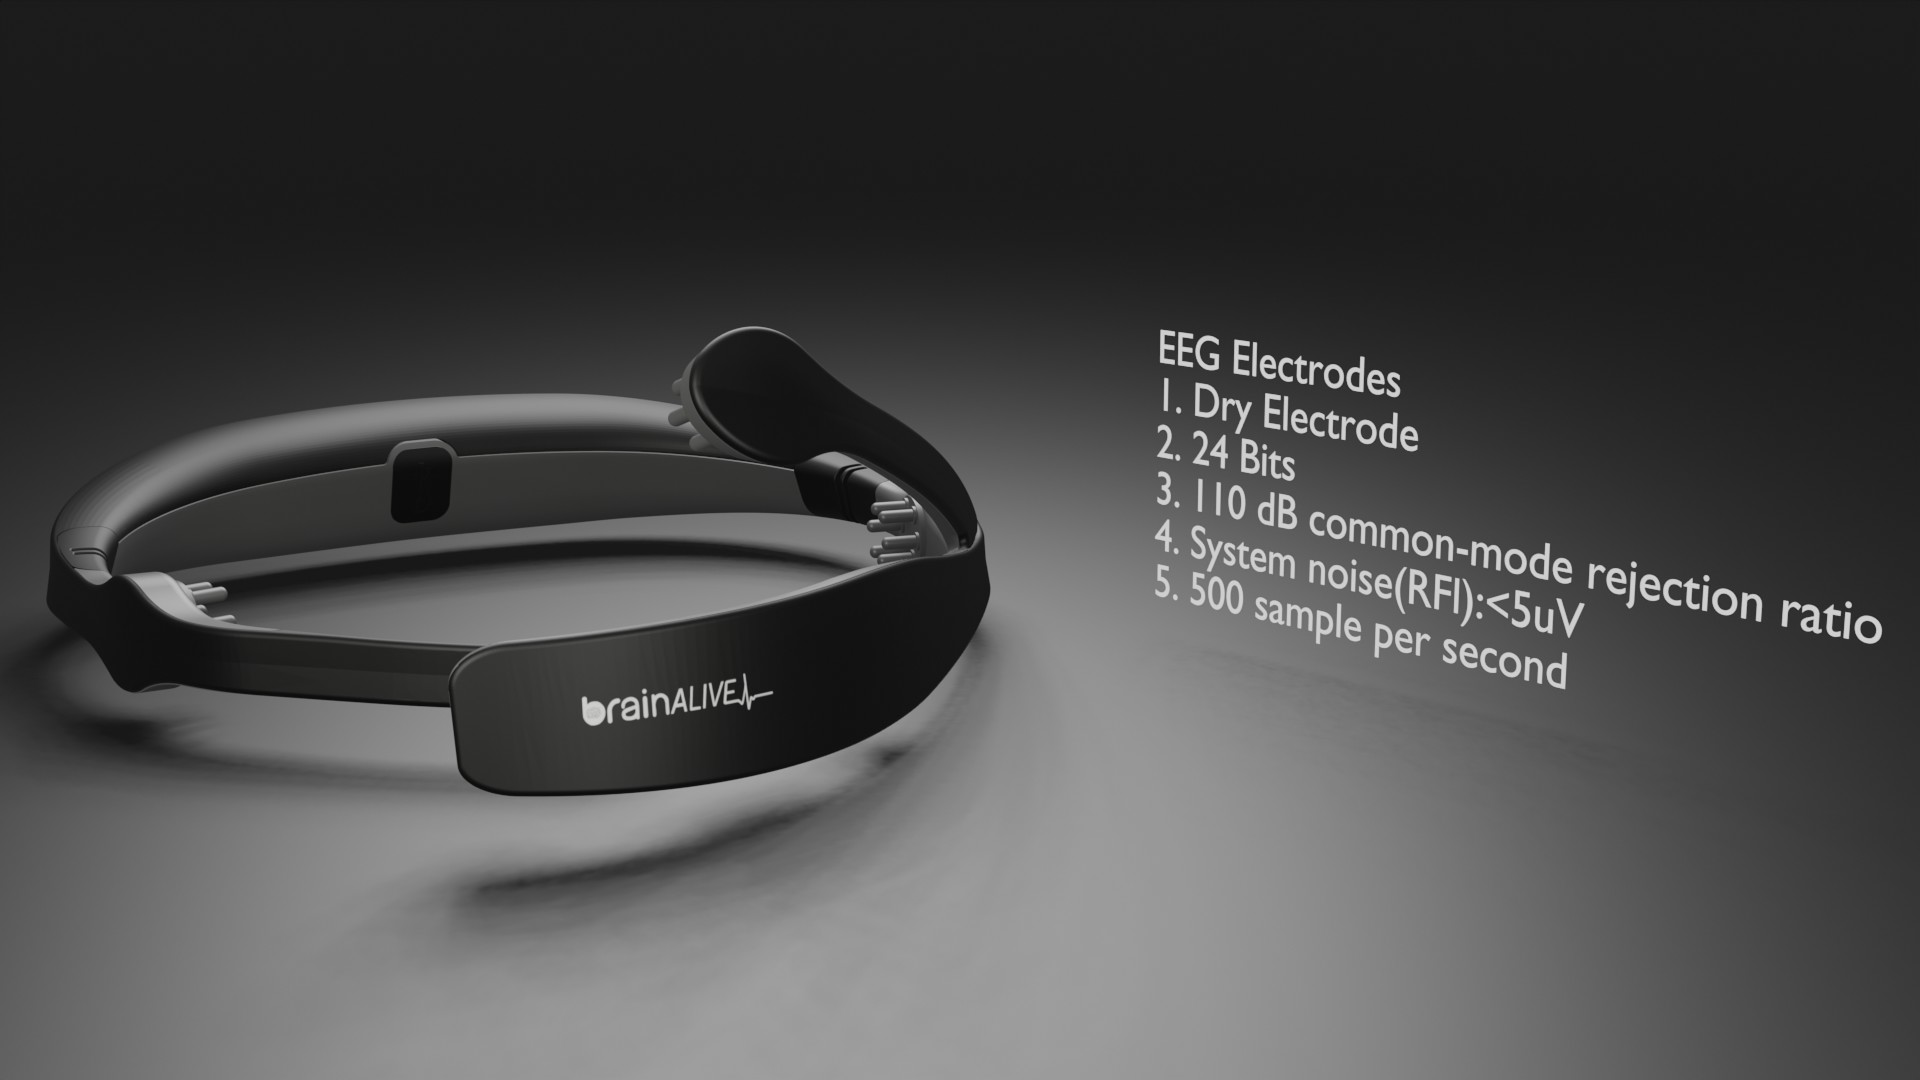 EEG Electrodes
1. Dry Electrode
2. 24 Bits
3. 110 dB common-mode rejection ratio
4. System noise(RFI):<5uV
5. 500 sample per second
brainALIVE